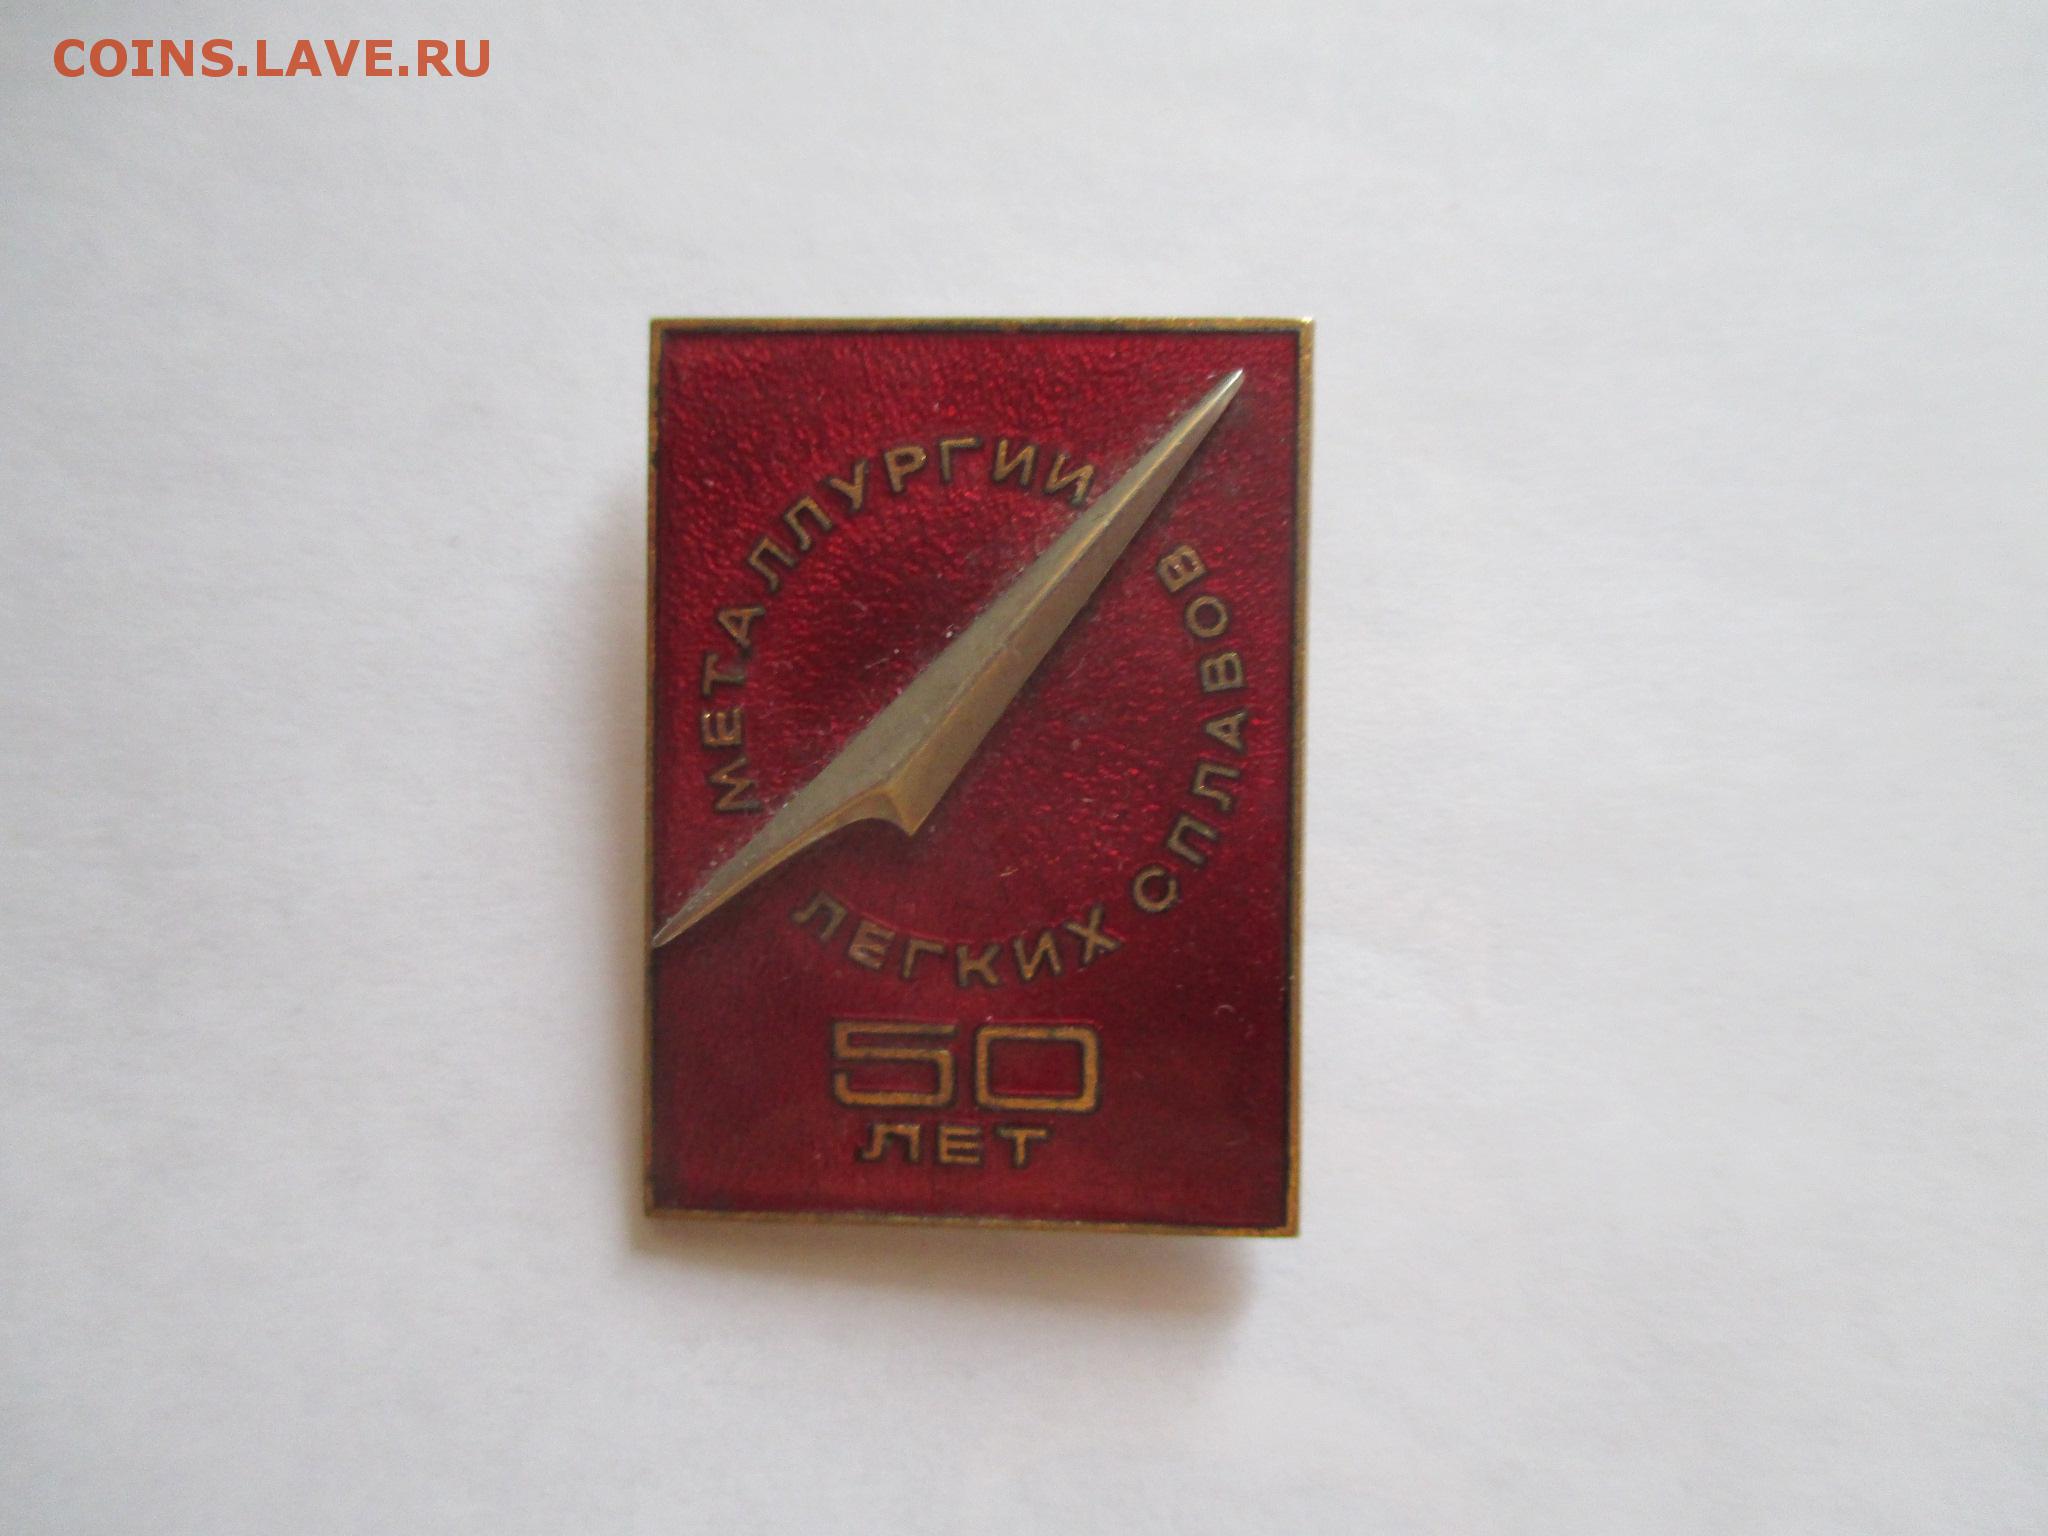 COINS.LAVE.RU
МЕТАЛЛУРГИИ
ЛЕГКИХ СПЛАВОВ
50
ЛЕТ